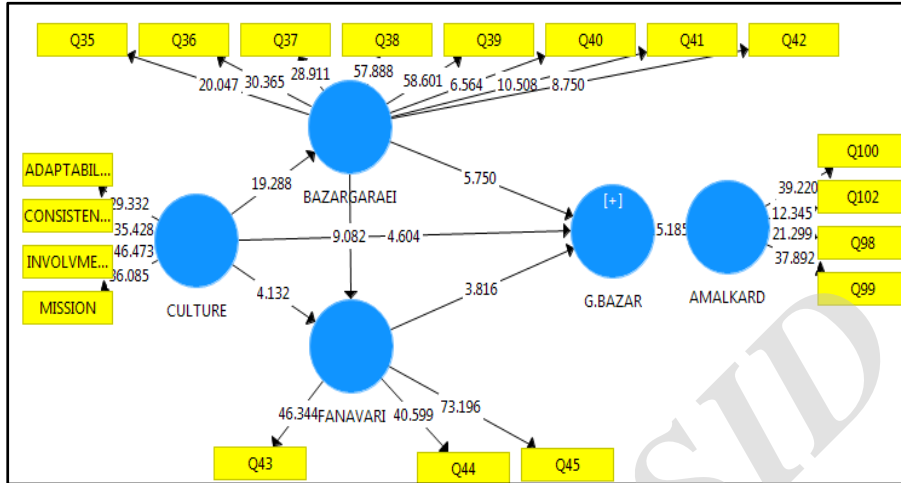 Q35 Q36 Q37 Q38 Q39 Q40 Q41 Q42
20.047 30.365 28.911 57.888 58.601 6.564 10.508 8.750
BAZARGARAEI
ADAPTABIL...
CONSISTEN...
INVOLVME...
MISSION
29.332
35.428
46.473
36.085
CULTURE
19.288
9.082
4.604
4.132
5.750
3.816
[+]
G.BAZAR
5.185
AMALKARD
39.220
12.345
21.299
37.892
Q100
Q102
Q98
Q99
FANAVARI
46.344 40.599 73.196
Q43 Q44 Q45
SID